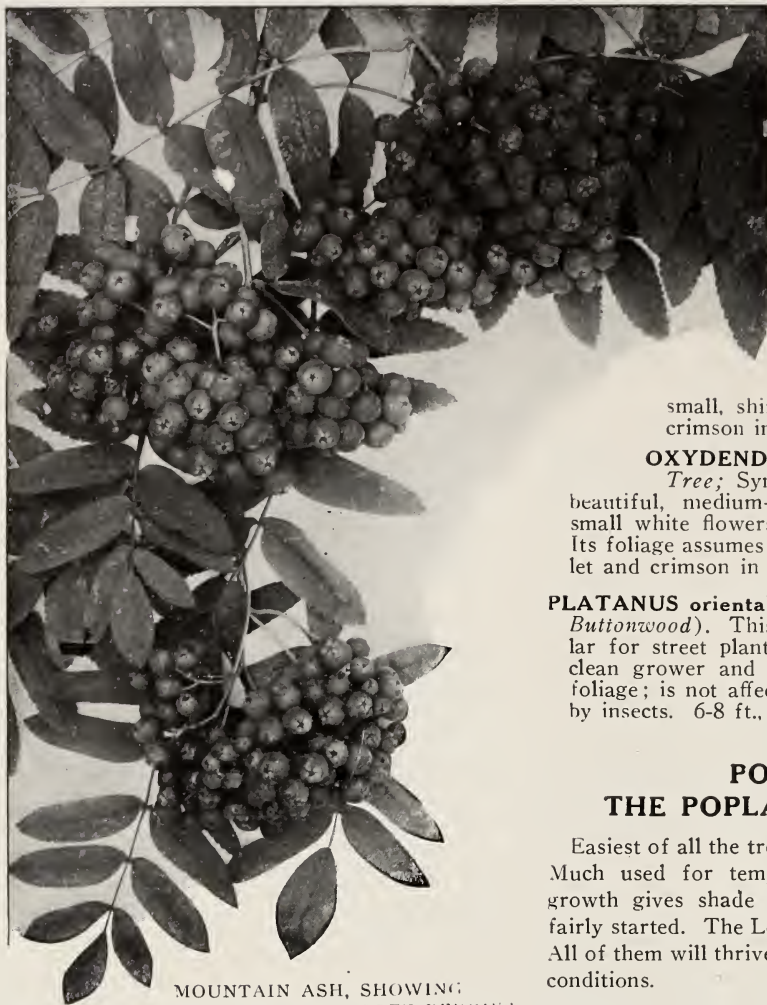 small, shi
crimson in
OXYDEND
Tree; Syn
beautiful, medium-
small white flower
Its foliage assumes
let and crimson in
PLATANUS orienta
Buttonwood). This
lar for street plant
clean grower and
foliage; is not affe
by insects. 6-8 ft.,
PO
THE POPLA
Easiest of all the tr
Much used for tem
growth gives shade
fairly started. The L
All of them will thrive
conditions.
MOUNTAIN ASH, SHOWING